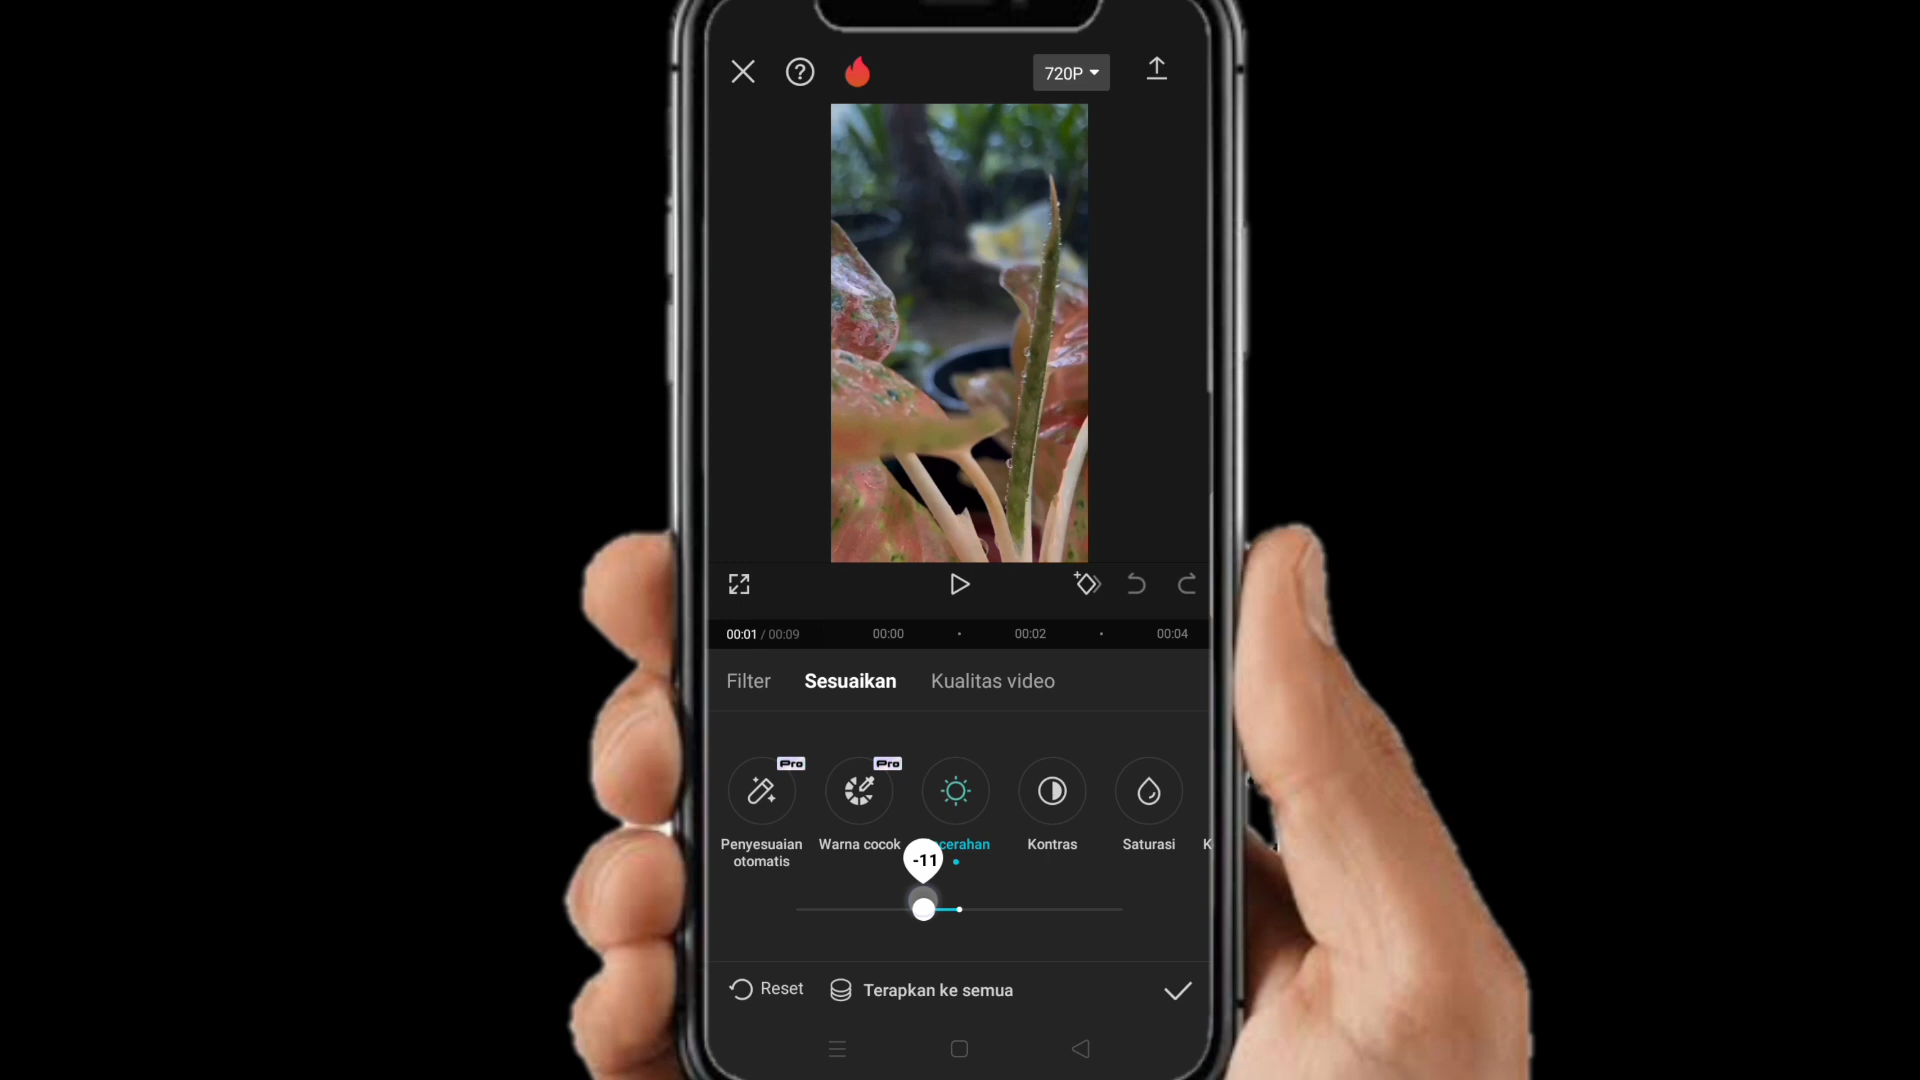 720P
00:01 / 00:09 00:00 00:02 00:04
Filter Sesuaikan Kualitas video
Pro Pro
Penyesuaian otomatis Warna cocok cerahan Kontras Saturasi K
-11
Reset Terapkan ke semua